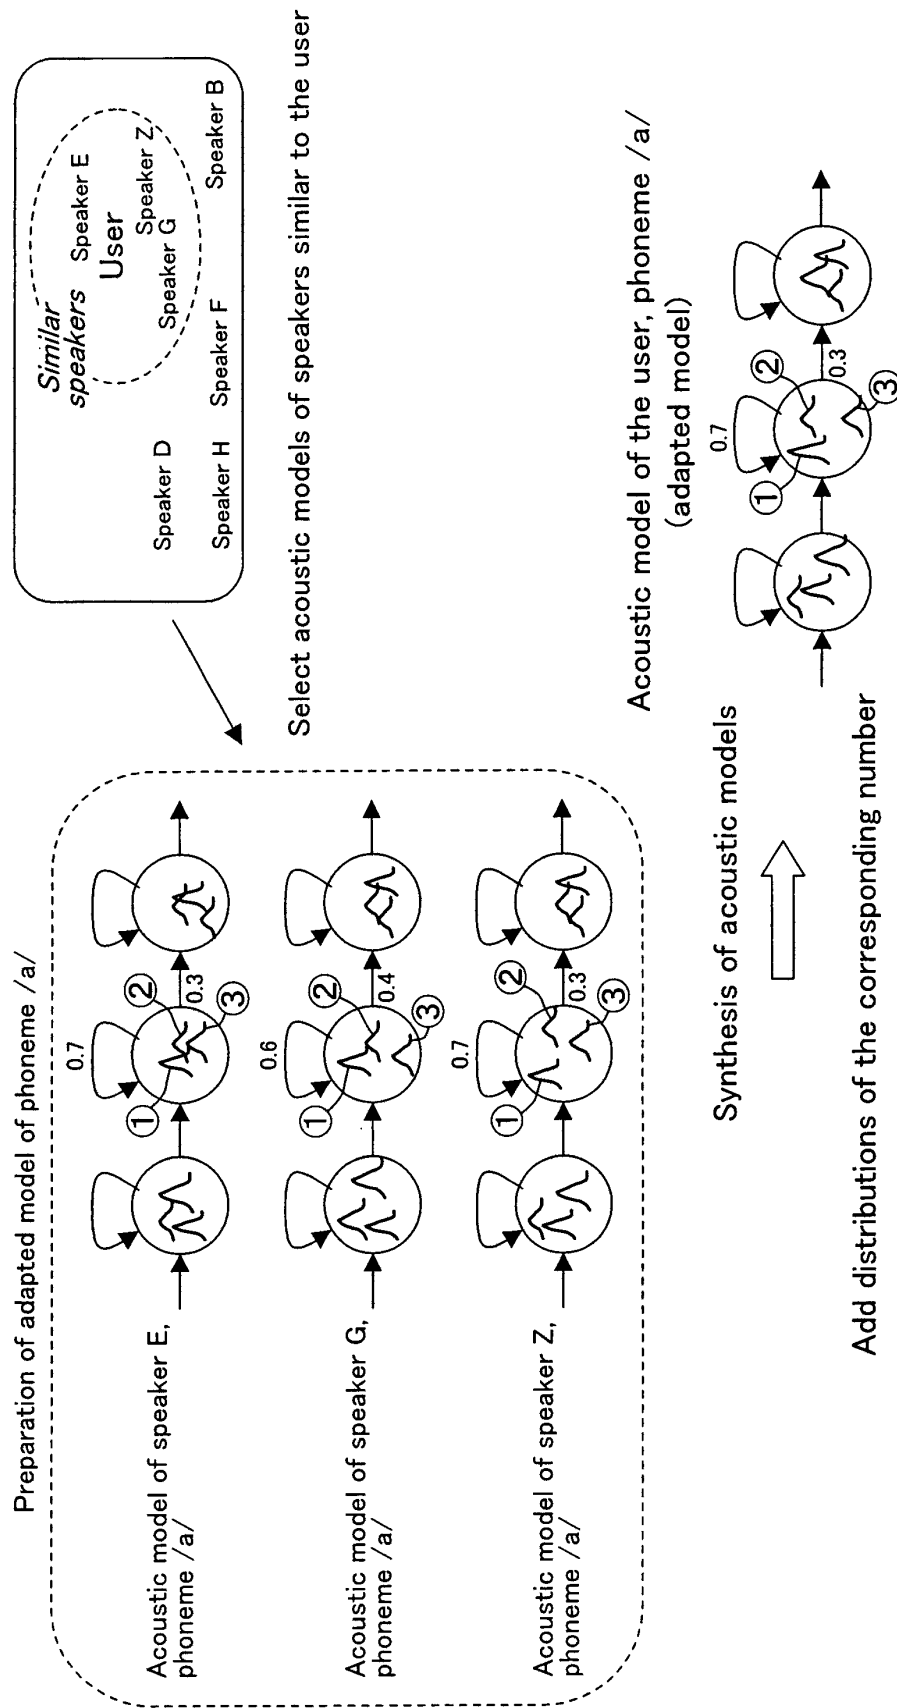 Preparation of adapted model of phoneme /a/
Acoustic model of speaker E,
phoneme /a/
0.7
①
②
0.3
③
Acoustic model of speaker G,
phoneme /a/
0.6
①
②
0.4
③
Acoustic model of speaker Z,
phoneme /a/
0.7
①
②
0.3
③
Similar
speakers
Speaker E
User
Speaker Z
Speaker G
Speaker D
Speaker H
Speaker F
Speaker B
Select acoustic models of speakers similar to the user
Synthesis of acoustic models
Add distributions of the corresponding number
Acoustic model of the user, phoneme /a/
(adapted model)
0.7
①
②
0.3
③